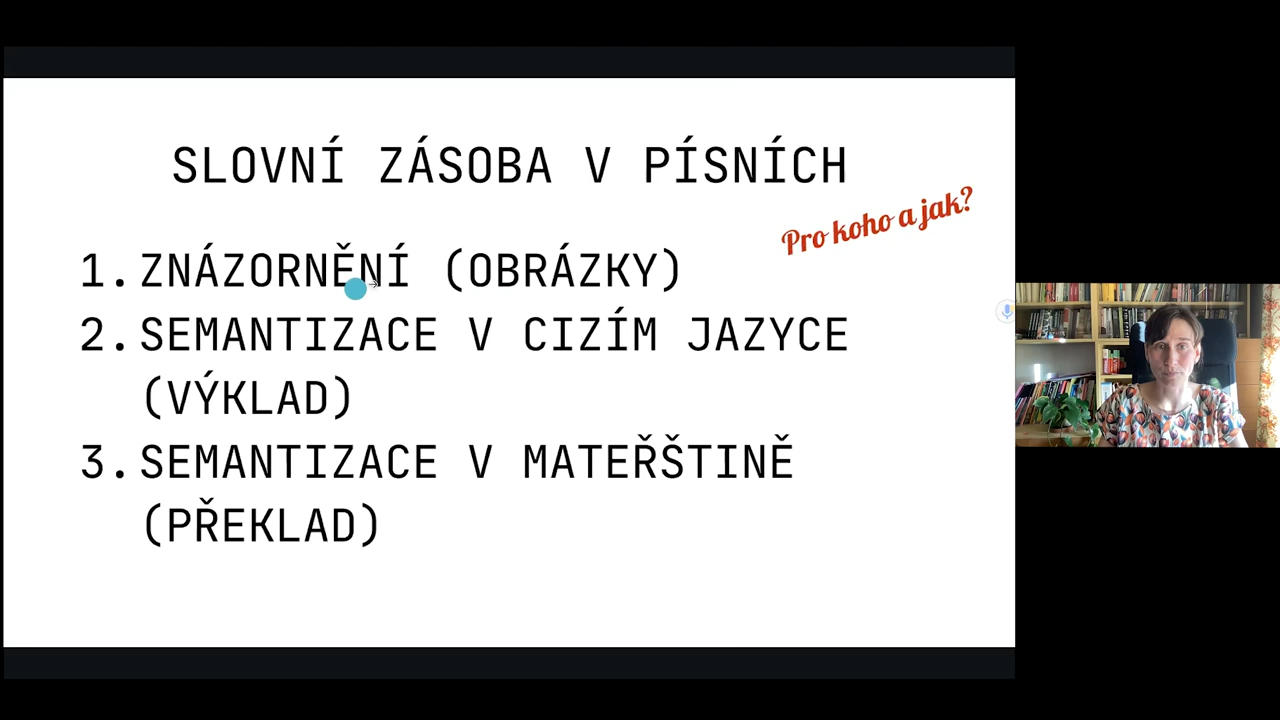 SLOVNÍ ZÁSOBA V PÍSNÍCH
Pro koho a jak?
1. ZNÁZORNĚNÍ (OBRÁZKY)
2. SEMANTIZACE V CIZÍM JAZYCE
(VÝKLAD)
3. SEMANTIZACE V MATEŘŠTINĚ
(PŘEKLAD)